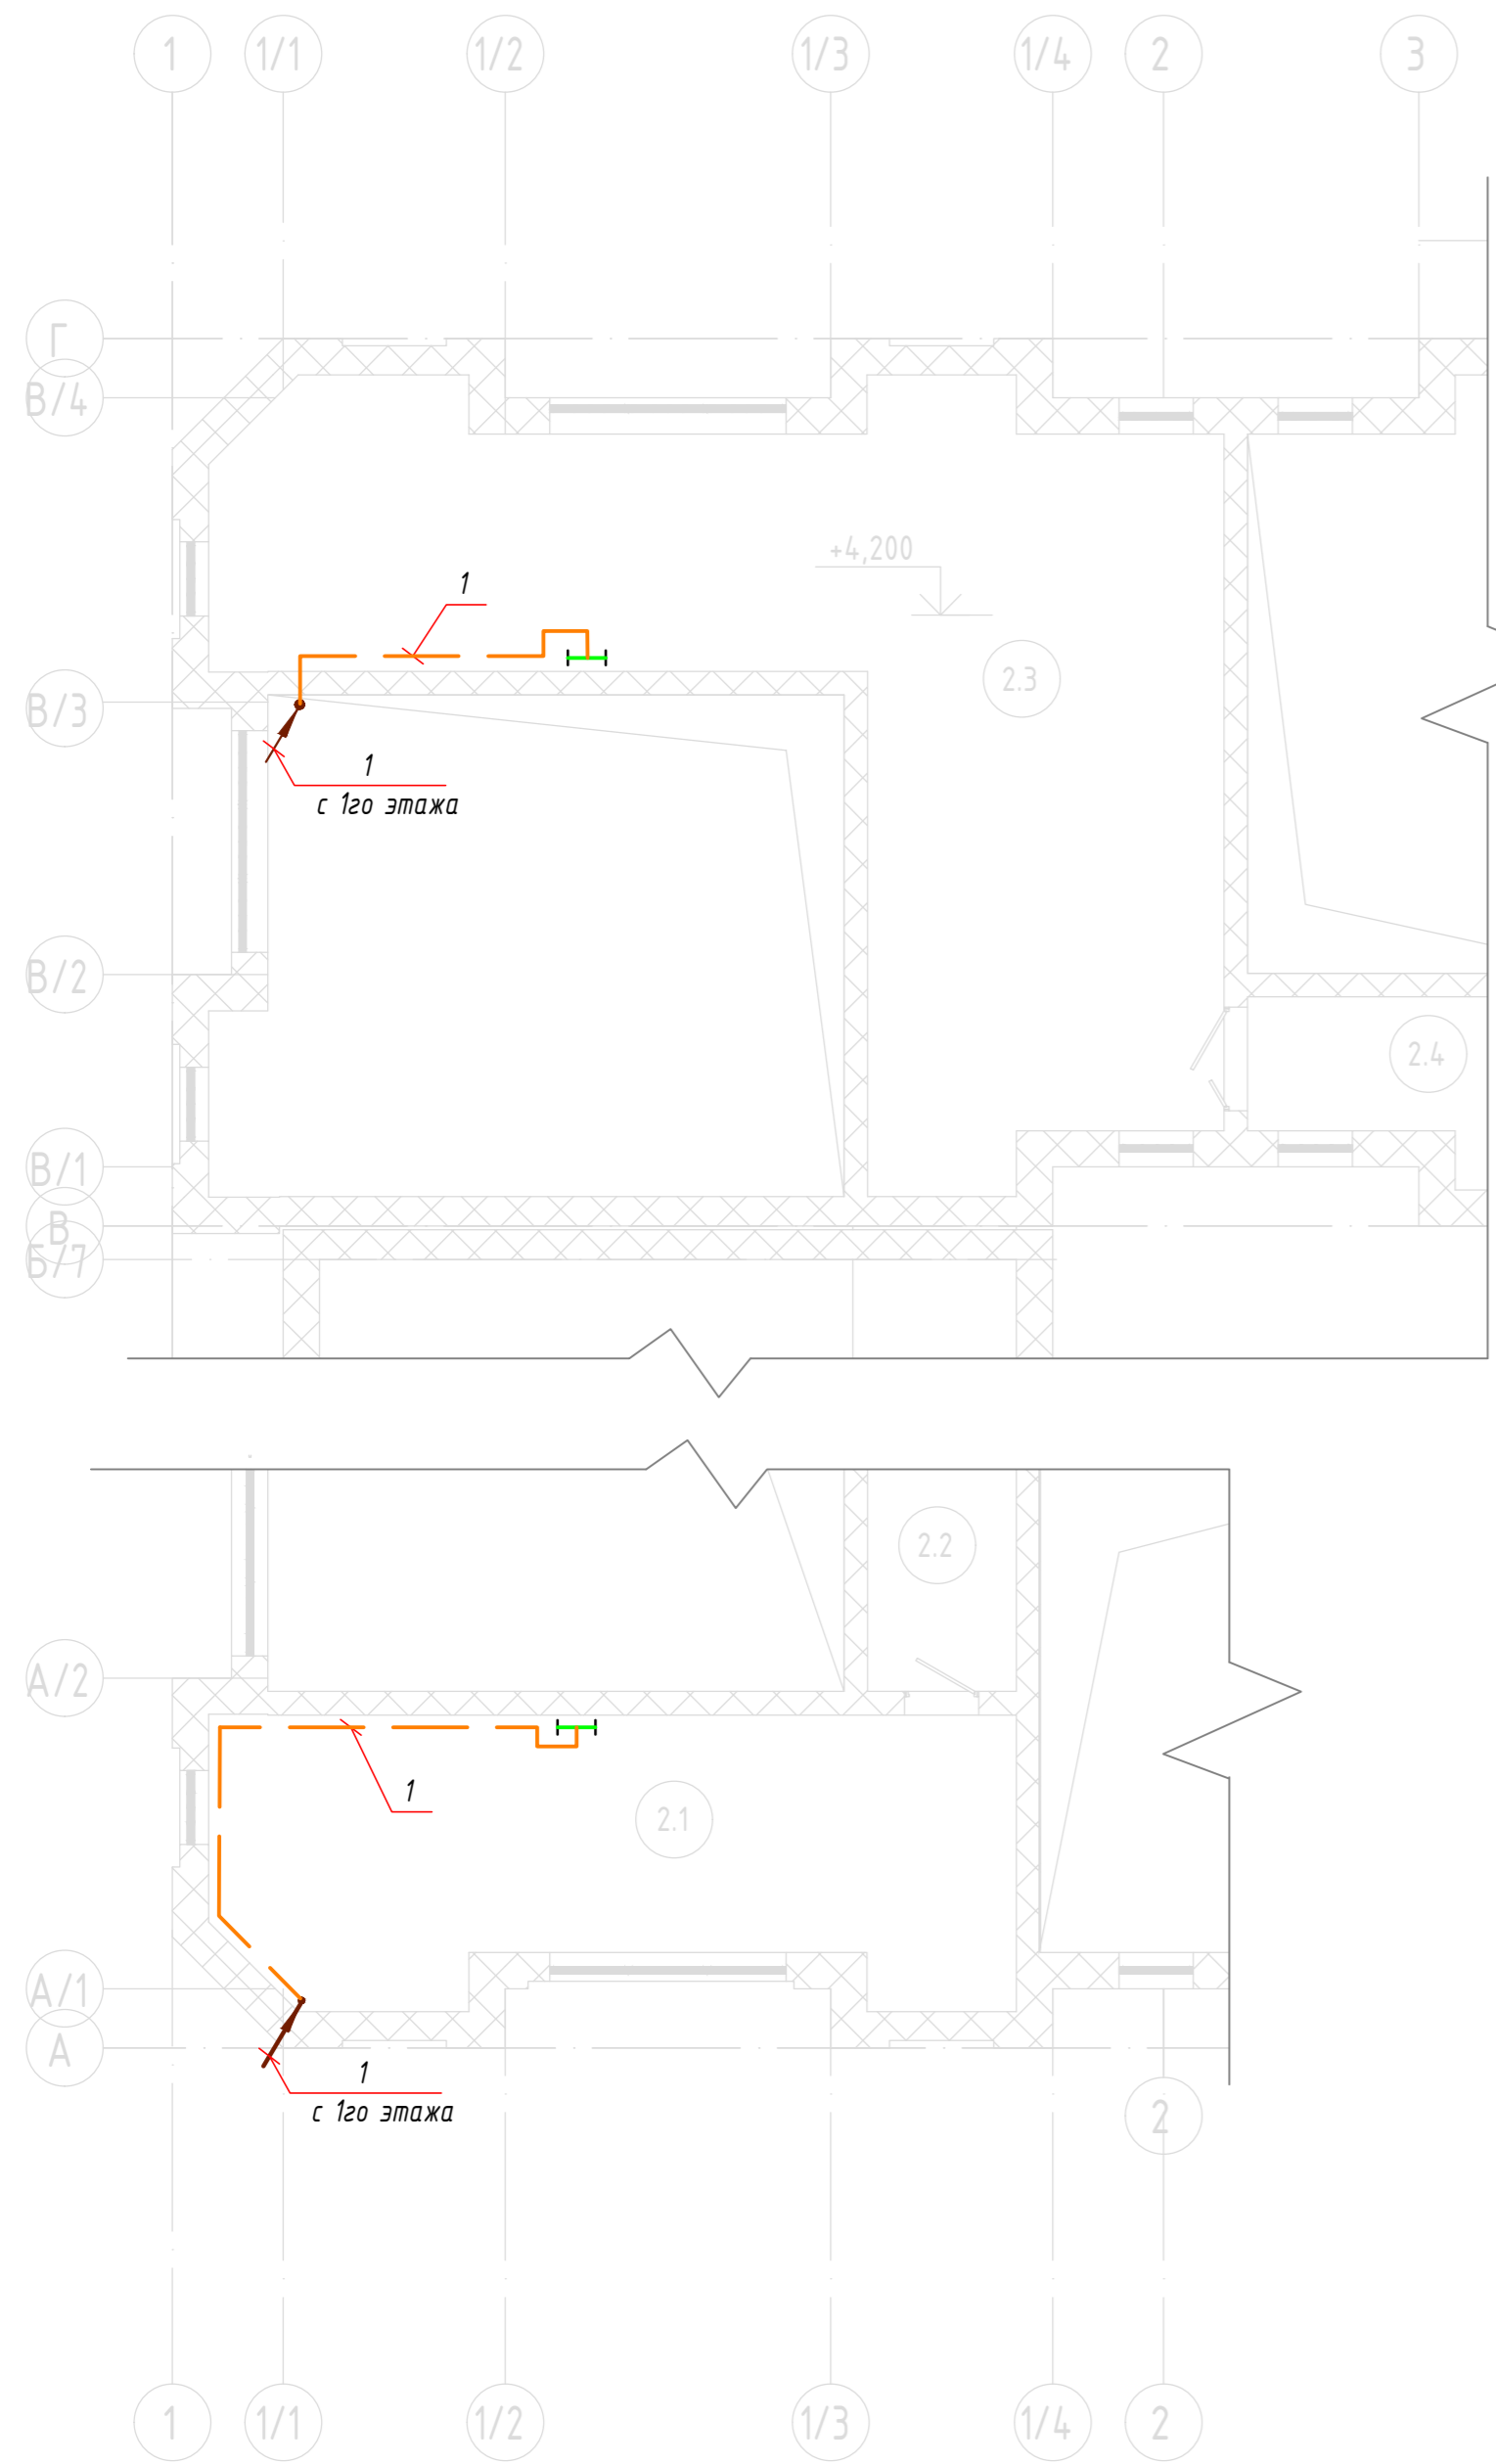 1 1/1 1/2 1/3 1/4 2 3
Г
В/4
+4,200
1
2.3
В/3
1
с 1го этажа
В/2
2.4
В/1
В
Б/7
2.2
А/2
1
2.1
А/1
А
1
с 1го этажа
2
1 1/1 1/2 1/3 1/4 2